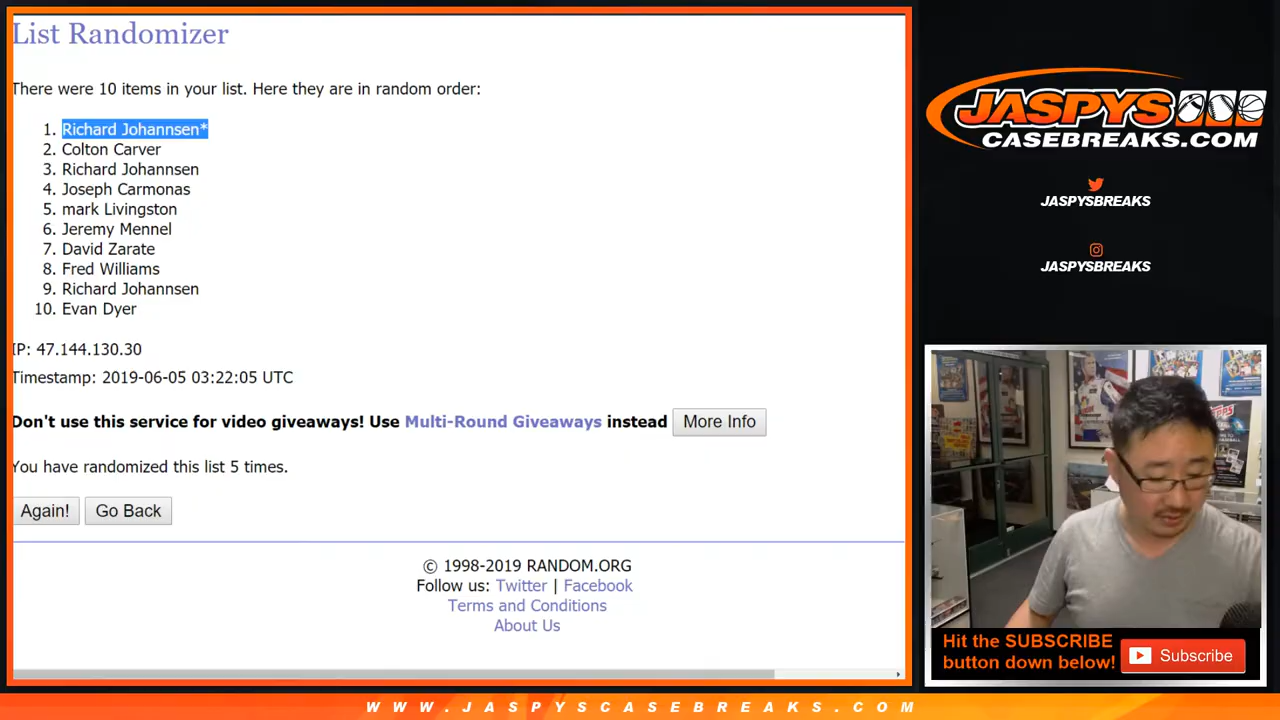 List Randomizer
There were 10 items in your list. Here they are in random order:
1. Richard Johannsen*
2. Colton Carver
3. Richard Johannsen
4. Joseph Carmonas
5. mark Livingston
6. Jeremy Mennel
7. David Zarate
8. Fred Williams
9. Richard Johannsen
10. Evan Dyer
IP: 47.144.130.30
Timestamp: 2019-06-05 03:22:05 UTC
Don't use this service for video giveaways! Use Multi-Round Giveaways instead More Info
You have randomized this list 5 times.
Again! Go Back
© 1998-2019 RANDOM.ORG
Follow us: Twitter | Facebook
Terms and Conditions
About Us
JASPYS
CASEBREAKS.COM
JASPYSBREAKS
JASPYSBREAKS
Hit the SUBSCRIBE
button down below!
Subscribe
WWW.JASPYSCASEBREAKS.COM